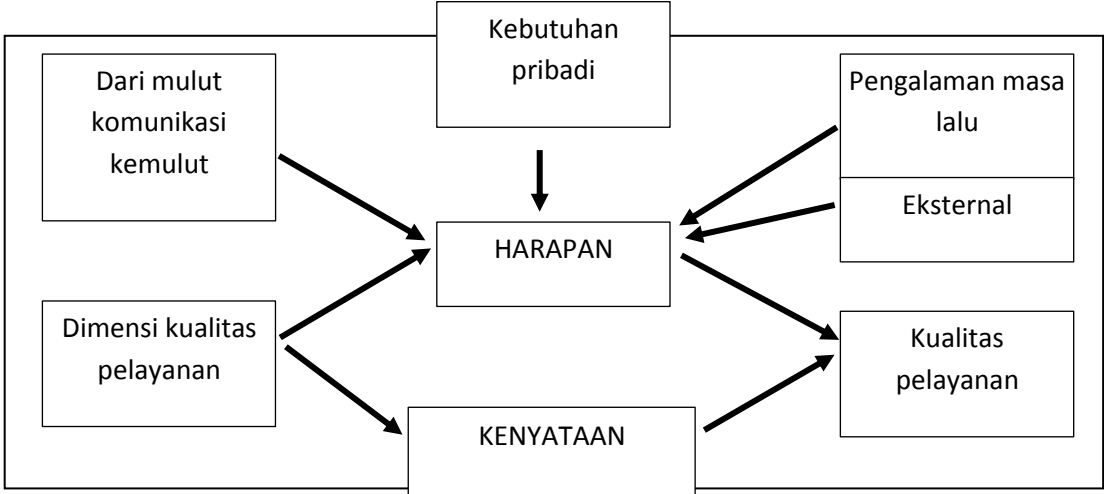 Kebutuhan
pribadi
Dari mulut
komunikasi
kemulut
Pengalaman masa
lalu
Eksternal
HARAPAN
Dimensi kualitas
pelayanan
Kualitas
pelayanan
KENYATAAN